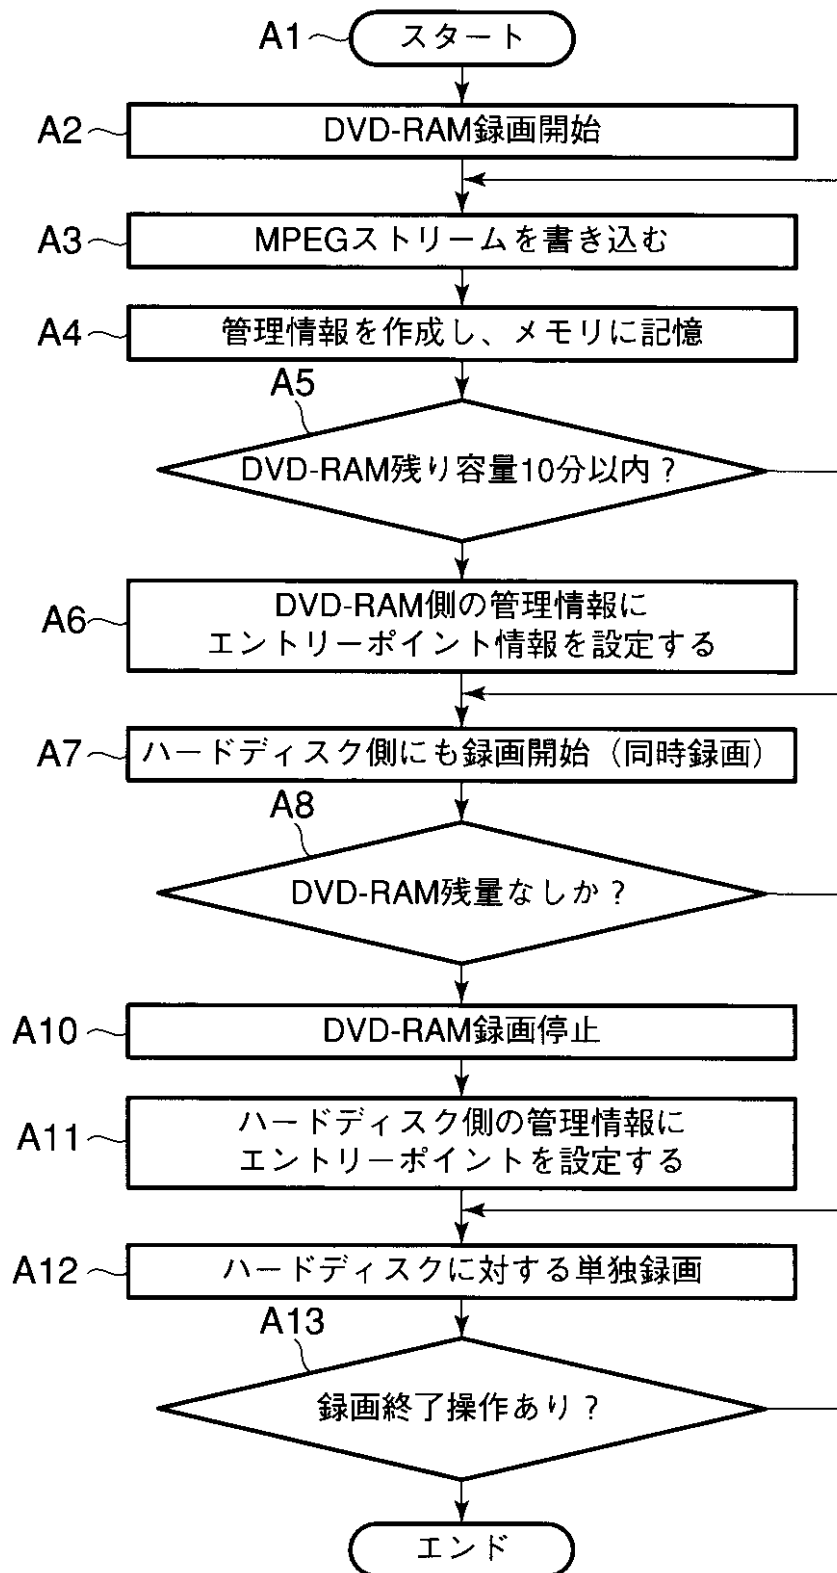 A1 スタート
A2 DVD-RAM録画開始
A3 MPEGストリームを書き込む
A4 管理情報を作成し、メモリに記憶
A5
DVD-RAM残り容量10分以内?
A6 DVD-RAM側の管理情報に
エントリーポイント情報を設定する
A7 ハードディスク側にも録画開始(同時録画)
A8
DVD-RAM残量なしか?
A10 DVD-RAM録画停止
A11 ハードディスク側の管理情報に
エントリーポイントを設定する
A12 ハードディスクに対する単独録画
A13
録画終了操作あり?
エンド